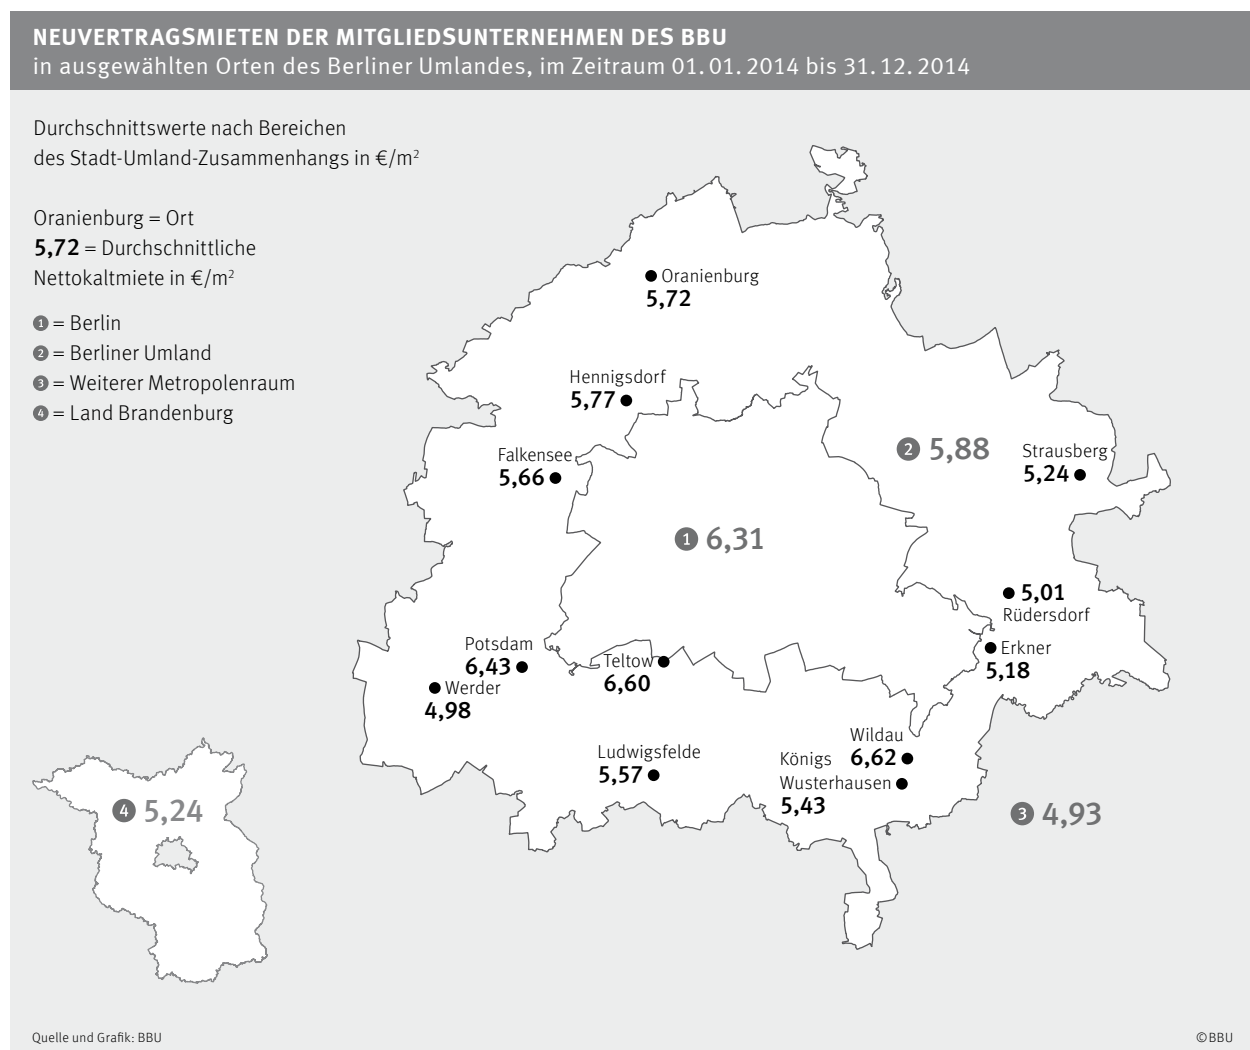 NEUVERTRAGSMIETEN DER MITGLIEDSUNTERNEHMEN DES BBU
in ausgewählten Orten des Berliner Umlandes, im Zeitraum 01.01.2014 bis 31.12.2014
Durchschnittswerte nach Bereichen
des Stadt-Umland-Zusammenhangs in €/m²
Oranienburg = Ort
5,72 = Durchschnittliche
Nettokaltmiete in €/m²
1 = Berlin
2 = Berliner Umland
3 = Weiterer Metropolenraum
4 = Land Brandenburg
Oranienburg
5,72
Hennigsdorf
5,77
Falkensee
5,66
2 5,88
Strausberg
5,24
1 6,31
5,01
Rüdersdorf
Erkner
5,18
Potsdam
6,43
Werder
4,98
Teltow
6,60
Ludwigsfelde
5,57
Wildau
6,62
Königs
Wusterhausen
5,43
3 4,93
4 5,24
Quelle und Grafik: BBU
©BBU